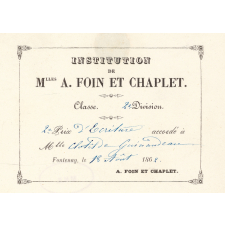 INSTITUTION
DE
MLLES A. FOIN ET CHAPLET.
Classe. 2e Division.
2e Prix d'Ecriture accordé à
Mlle Clotilde
Fontenay, le 18 Août 1862.
A. FOIN ET CHAPLET.